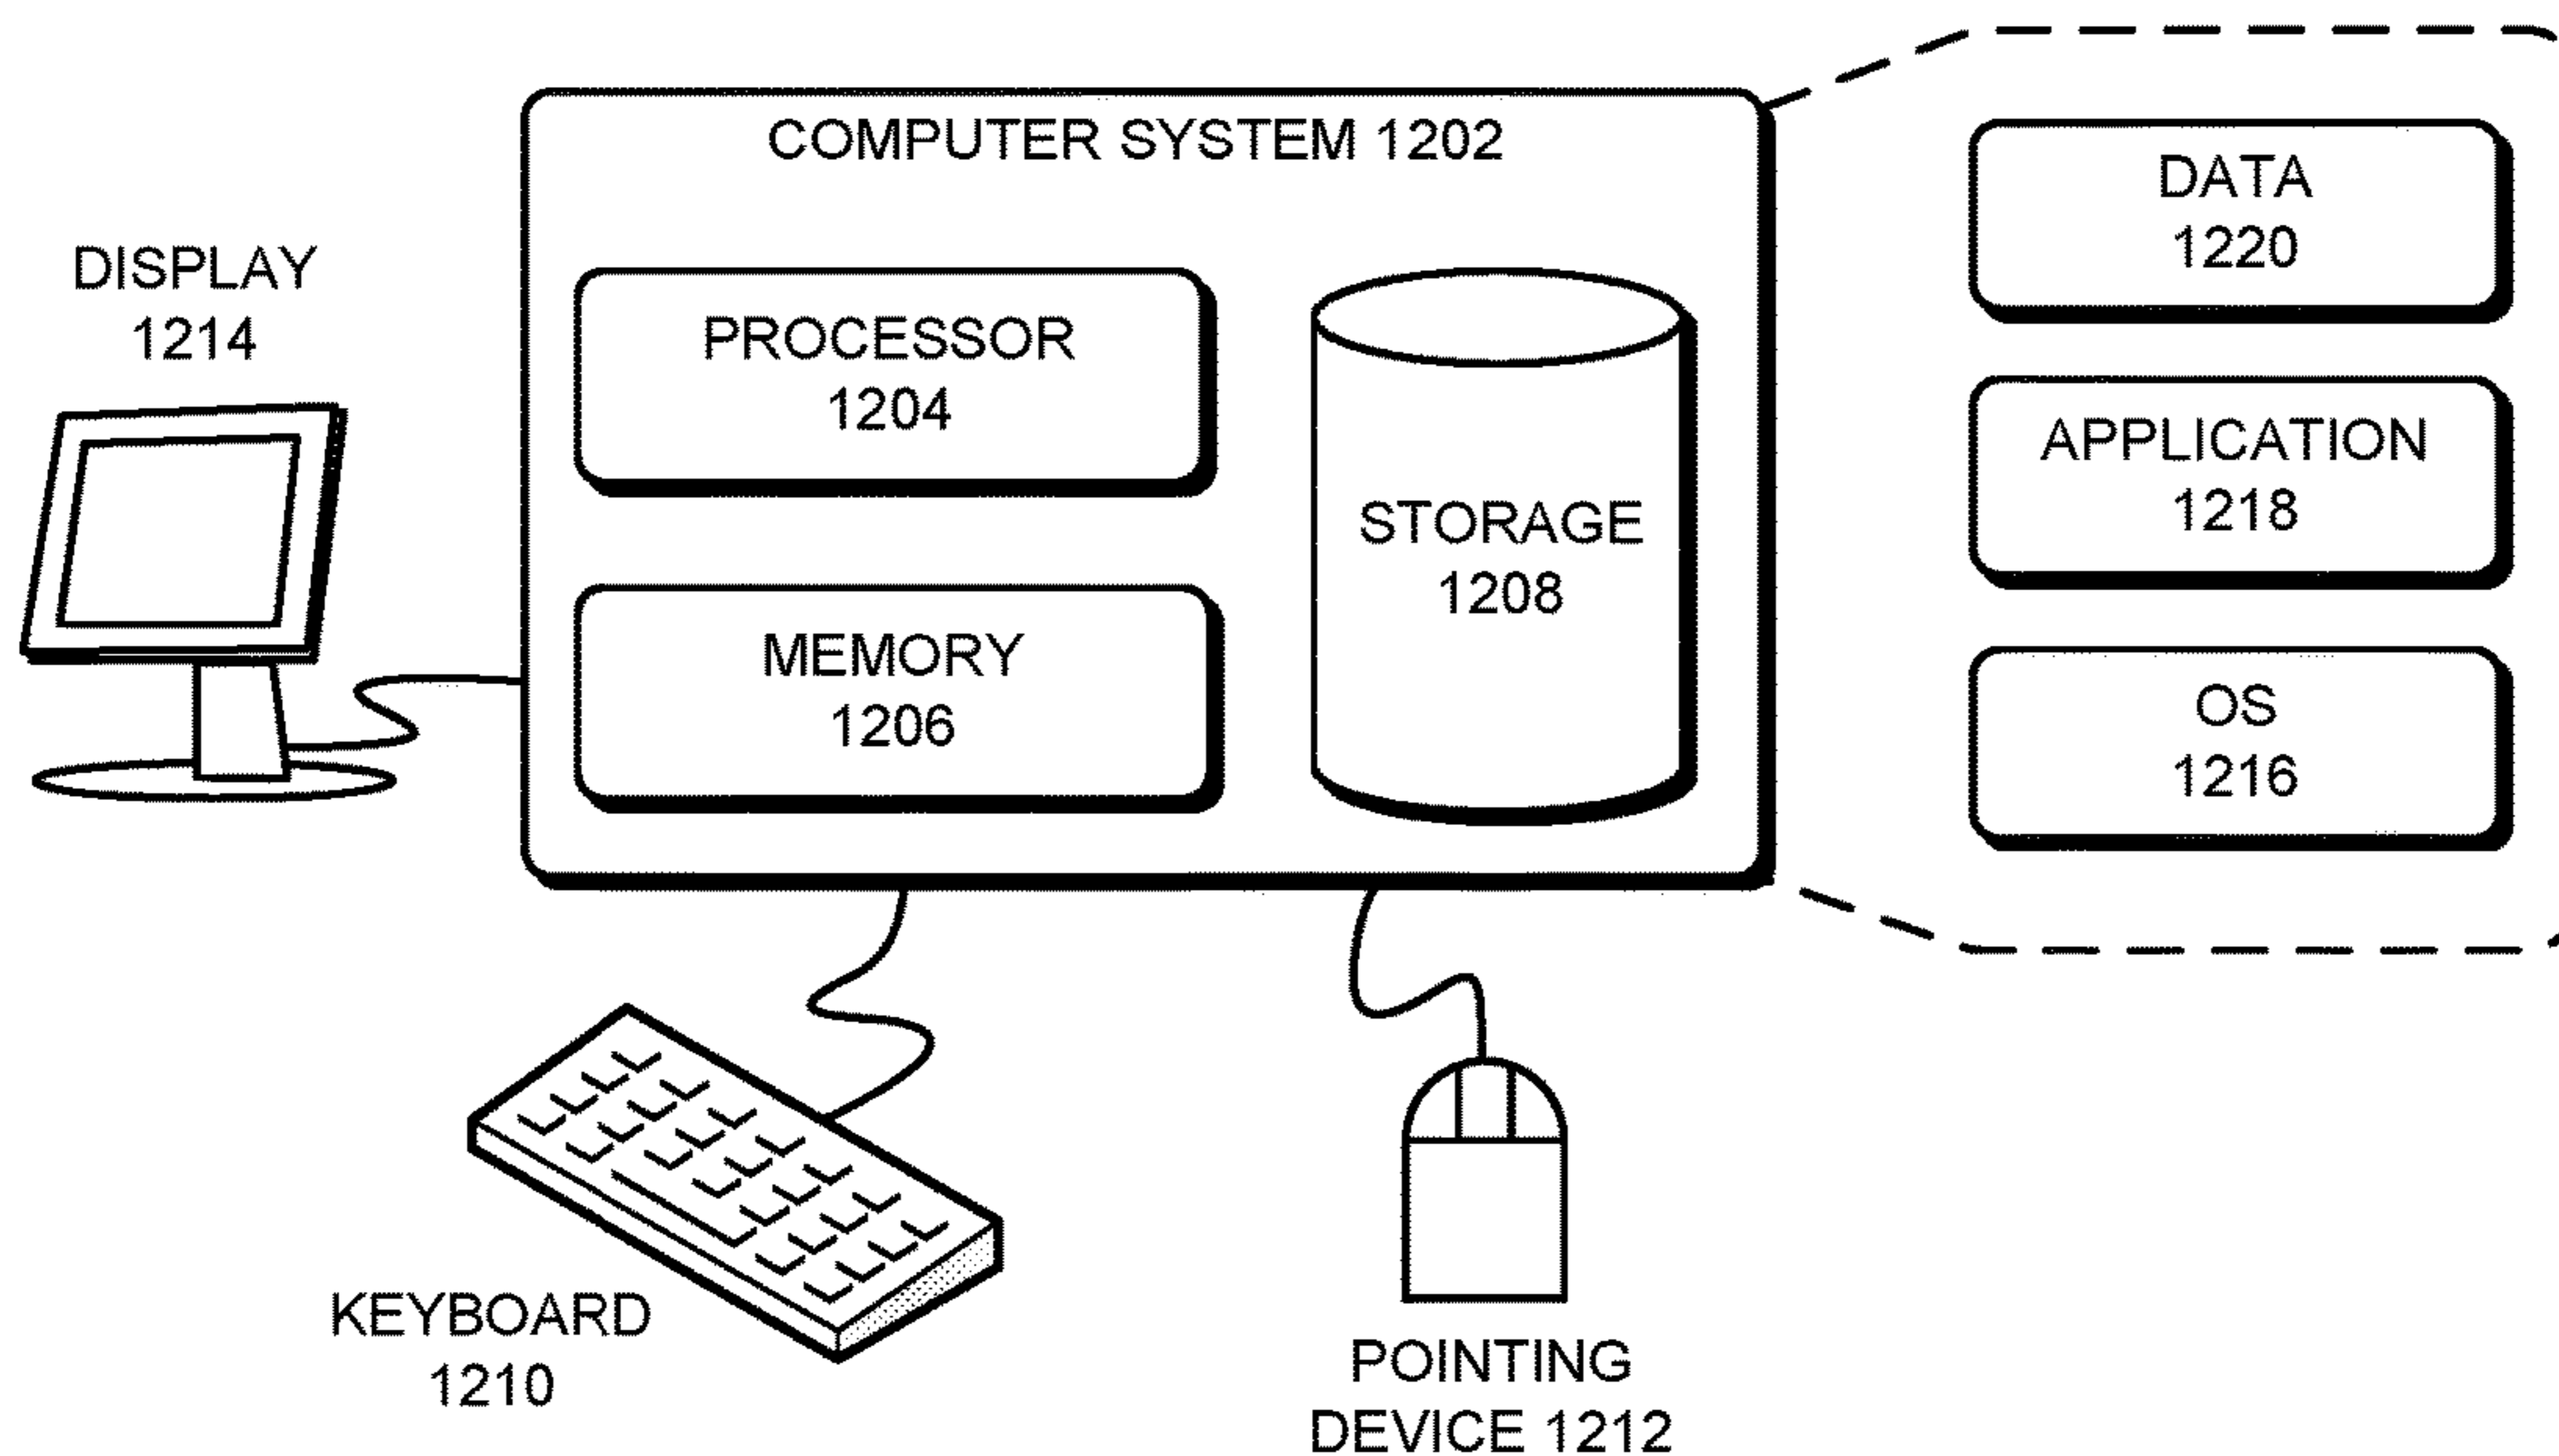 COMPUTER SYSTEM 1202
DISPLAY
1214
PROCESSOR
1204
MEMORY
1206
STORAGE
1208
DATA
1220
APPLICATION
1218
OS
1216
KEYBOARD
1210
POINTING
DEVICE 1212